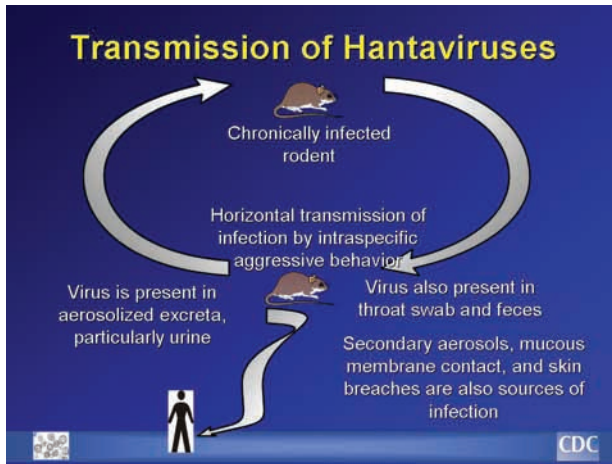 Transmission of Hantaviruses
Chronically infected
rodent
Horizontal transmission of
infection by intraspecific
aggressive behavior
Virus is present in
aerosolized excreta,
particularly urine
Virus also present in
throat swab and feces
Secondary aerosols, mucous
membrane contact, and skin
breaches are also sources of
infection
CDC